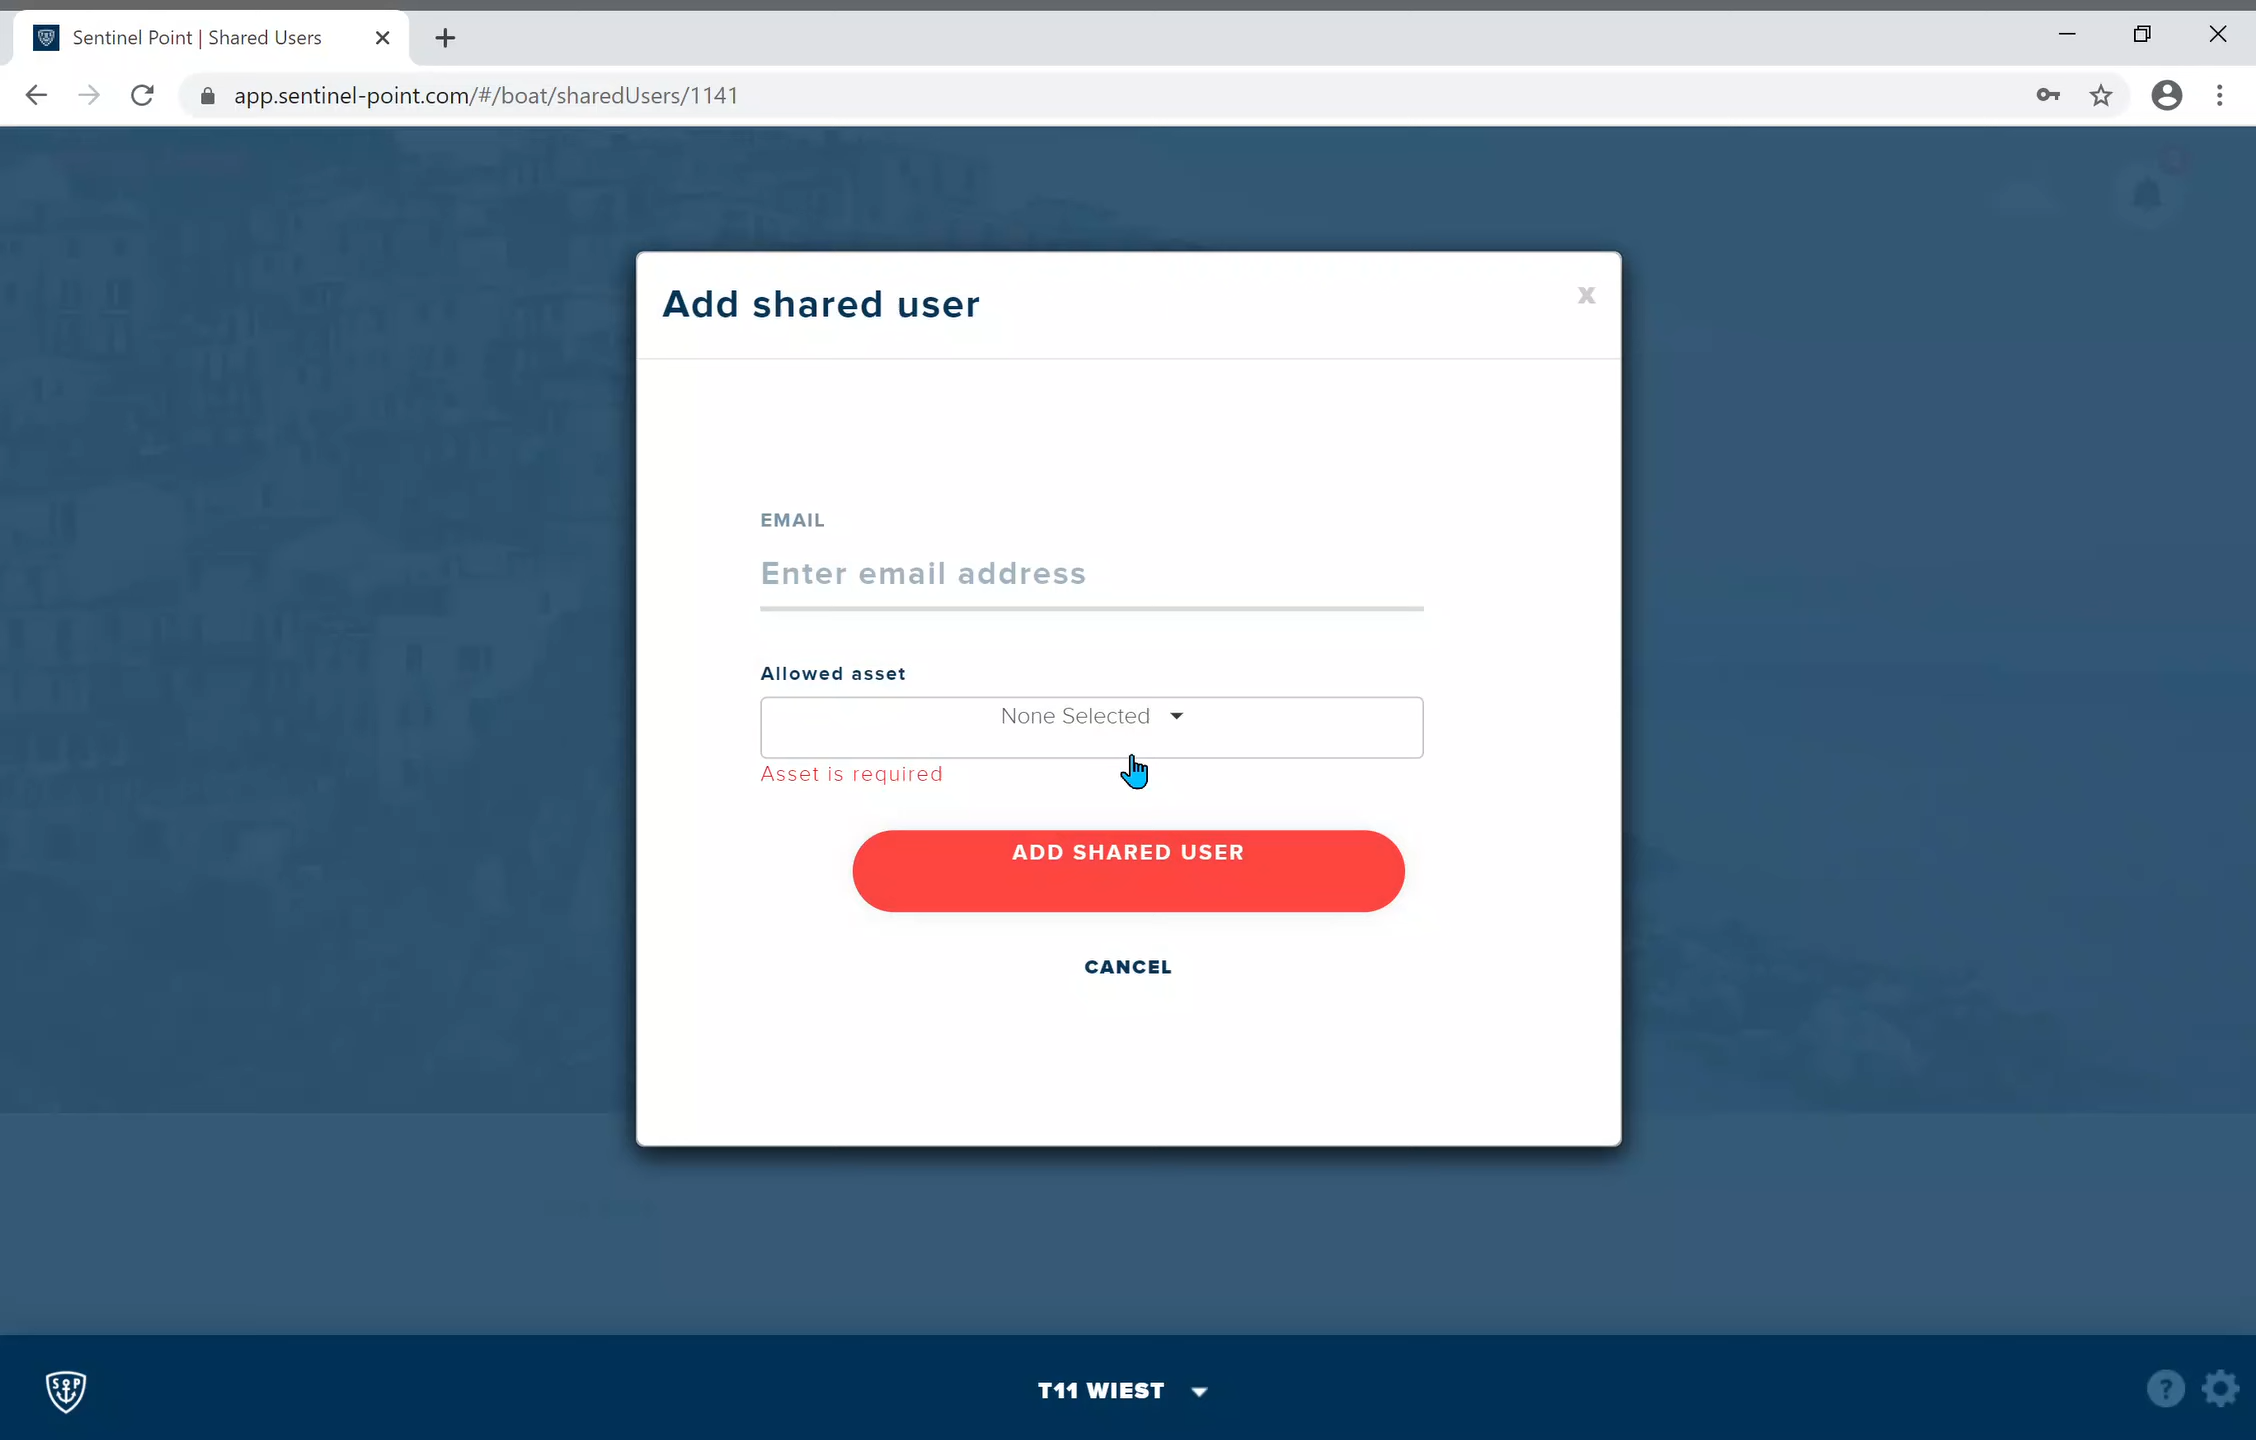 Sentinel Point | Shared Users
app.sentinel-point.com/#/boat/sharedUsers/1141
Add shared user
x
EMAIL
Enter email address
Allowed asset
None Selected
Asset is required
ADD SHARED USER
CANCEL
SOP
T11 WIEST
?